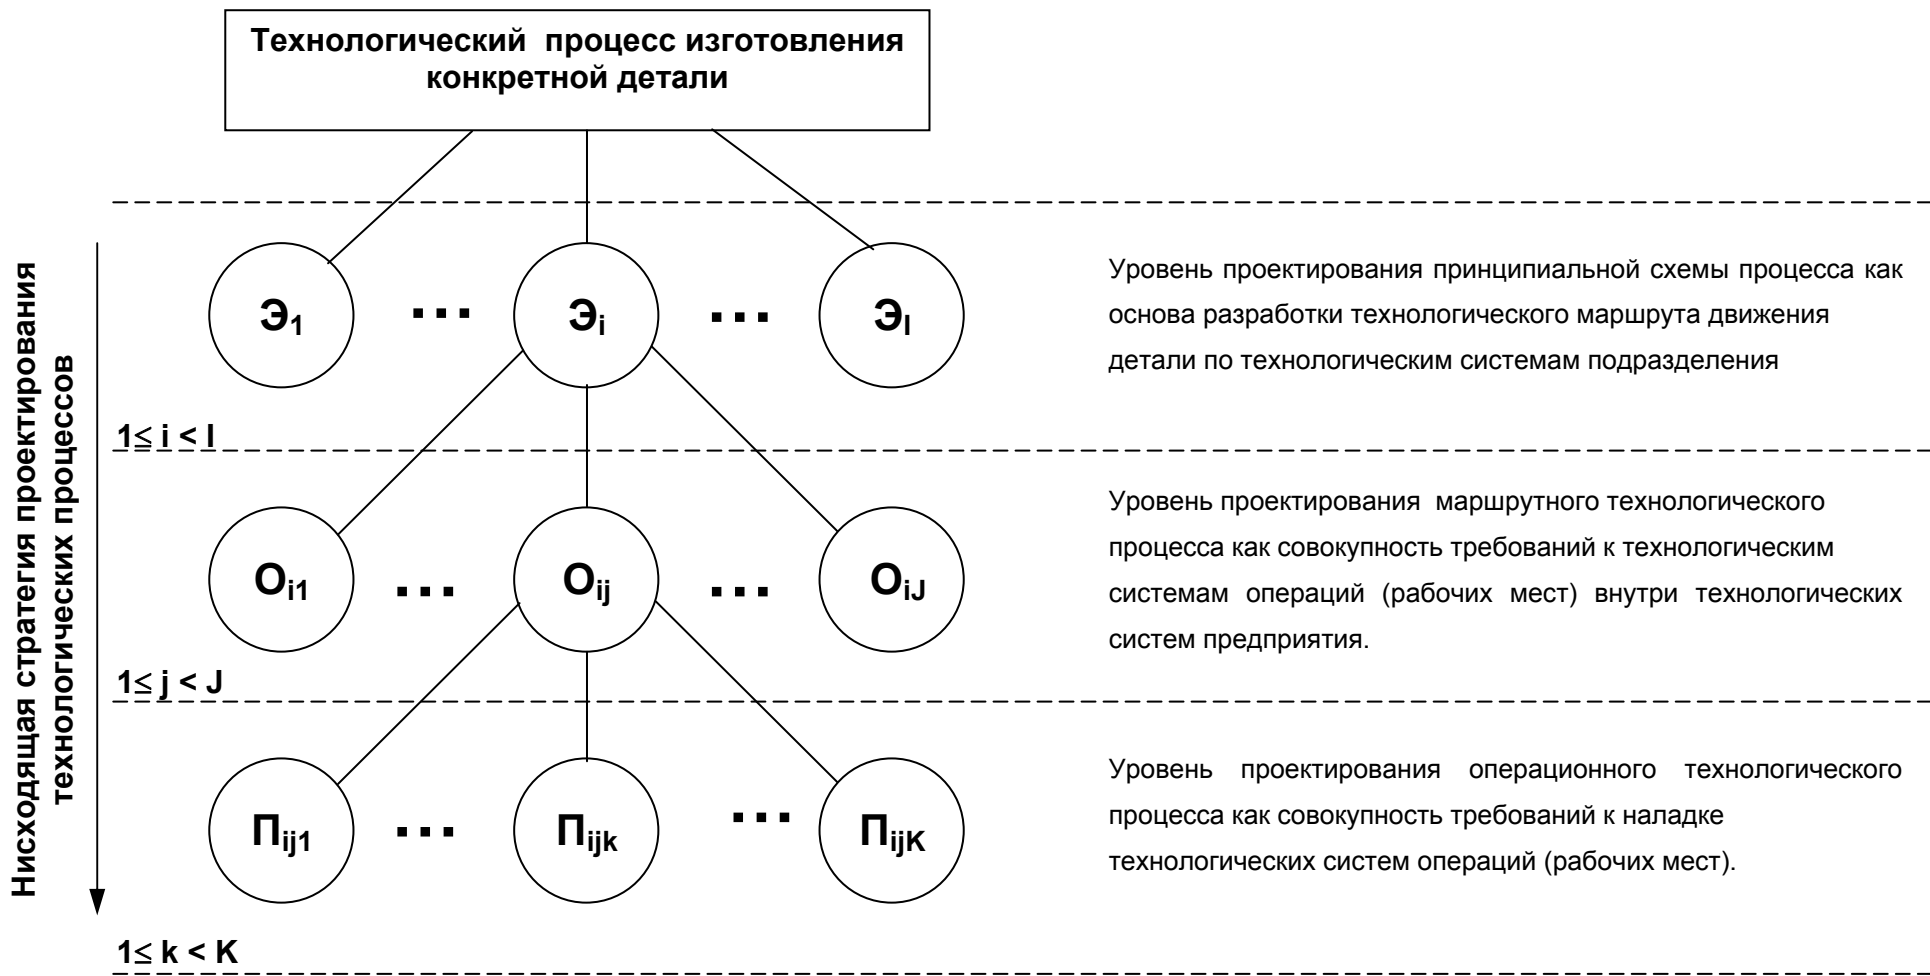 Технологический процесс изготовления
конкретной детали
Нисходящая стратегия проектирования
технологических процессов
Э1 ... Эi ... ЭI
Уровень проектирования принципиальной схемы процесса как
основа разработки технологического маршрута движения
детали по технологическим системам подразделения
1≤ i < I
Оi1 ... Оij ... ОiJ
Уровень проектирования маршрутного технологического
процесса как совокупность требований к технологическим
системам операций (рабочих мест) внутри технологических
систем предприятия.
1≤ j < J
Пij1 ... Пijk ... ПijK
Уровень проектирования операционного технологического
процесса как совокупность требований к наладке
технологических систем операций (рабочих мест).
1≤ k < K